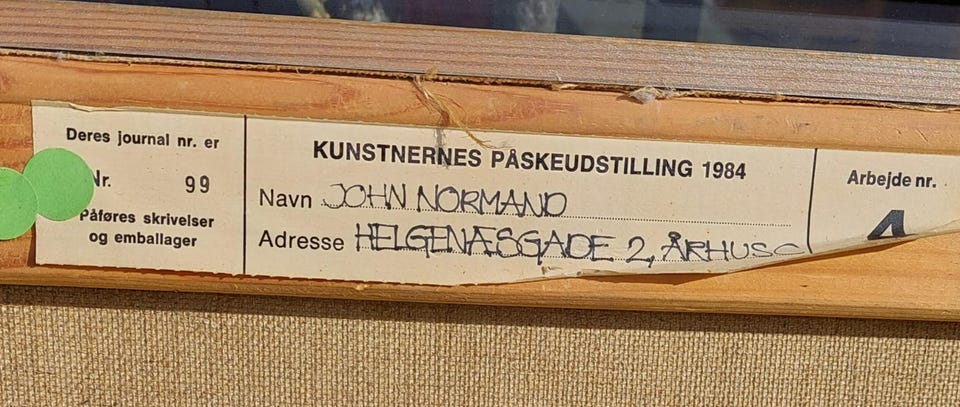 Deres journal nr. er
Nr. 99
Påføres skrivelser
og emballager
KUNSTNERNES PÅSKEUDSTILLING 1984
Navn JOHN NORMAND
Adresse HELGENÆSGADE 2, ÅRHUS C
Arbejde nr.
4